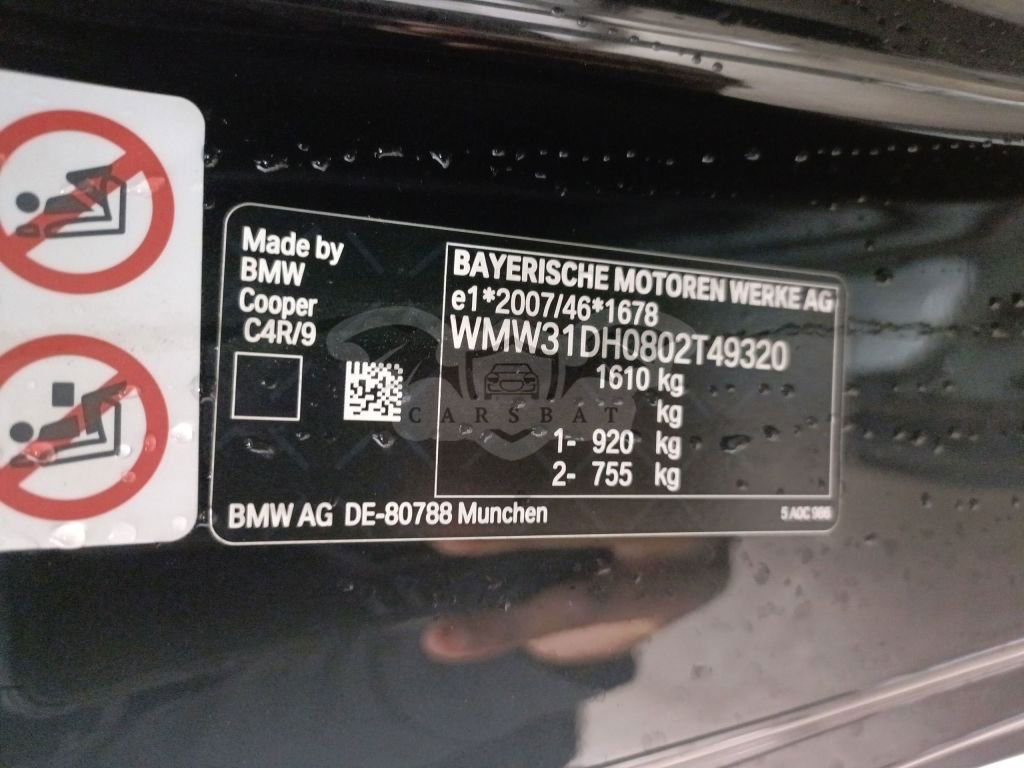 Made by
BMW
Cooper
C4R/9
BAYERISCHE MOTOREN WERKE AG
e1*2007/46*1678
WMW31DH0802T49320
1610 kg
kg
1- 920 kg
2- 755 kg
CARSBAT
BMW AG DE-80788 Munchen
5 A0C 986